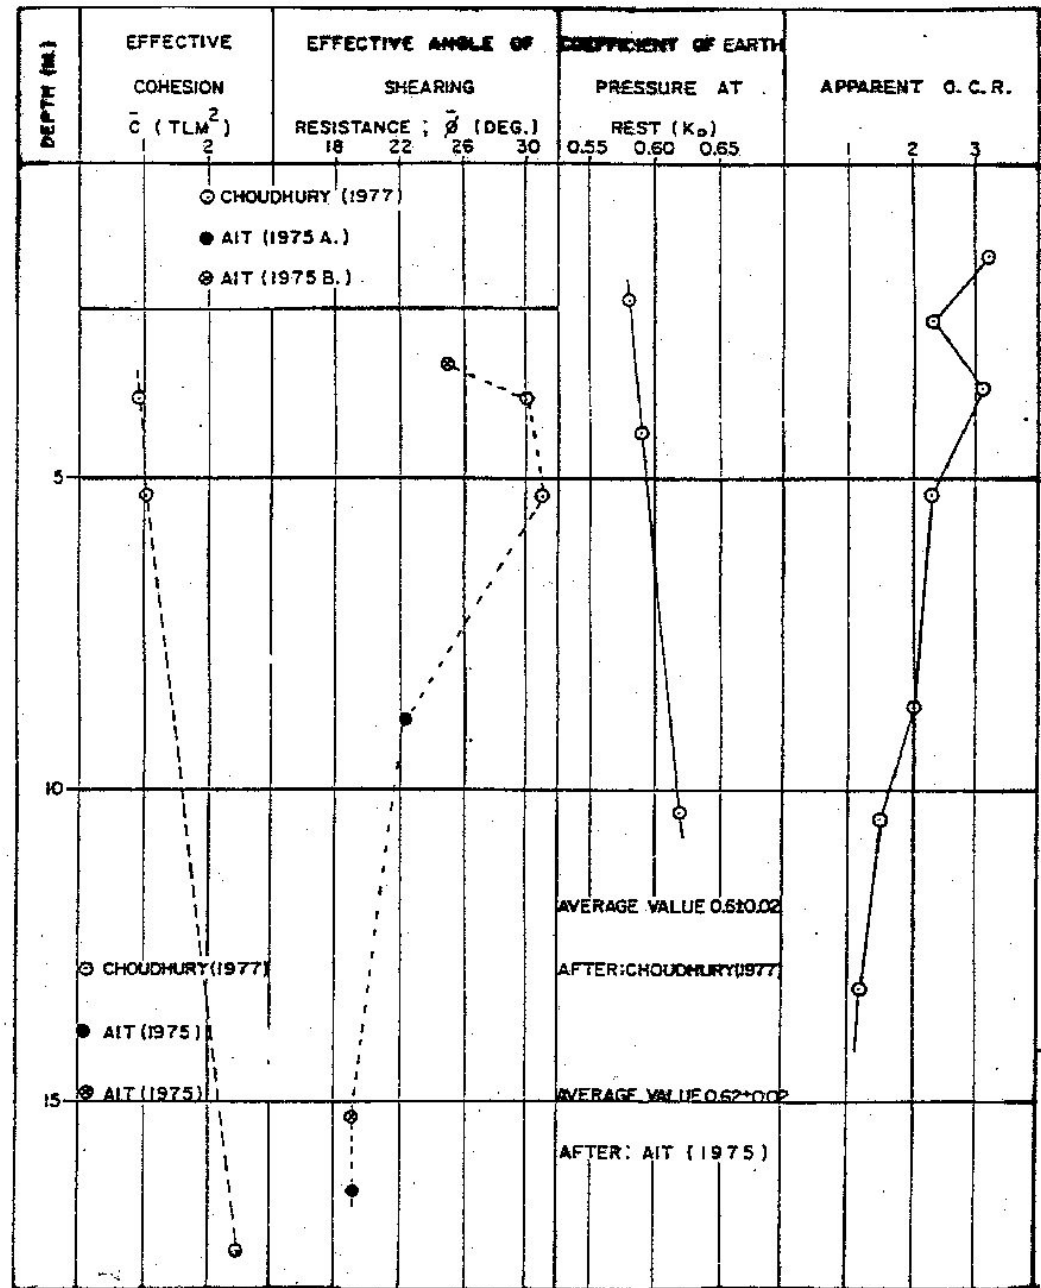 DEPTH (M.)
EFFECTIVE
COHESION
C̄ (TLM²)
1 2
EFFECTIVE ANGLE OF
SHEARING
RESISTANCE ; Φ̄ (DEG.)
18 22 26 30
COEFFICIENT OF EARTH
PRESSURE AT
REST (K₀)
0.55 0.60 0.65
APPARENT O. C. R.
1 2 3
CHOUDHURY (1977)
AIT (1975 A.)
AIT (1975 B.)
5
10
15
CHOUDHURY (1977)
AIT (1975)
AIT (1975)
AVERAGE VALUE 0.6±0.02
AFTER: CHOUDHURY (1977)
AVERAGE VALUE 0.62±0.02
AFTER: AIT (1975)